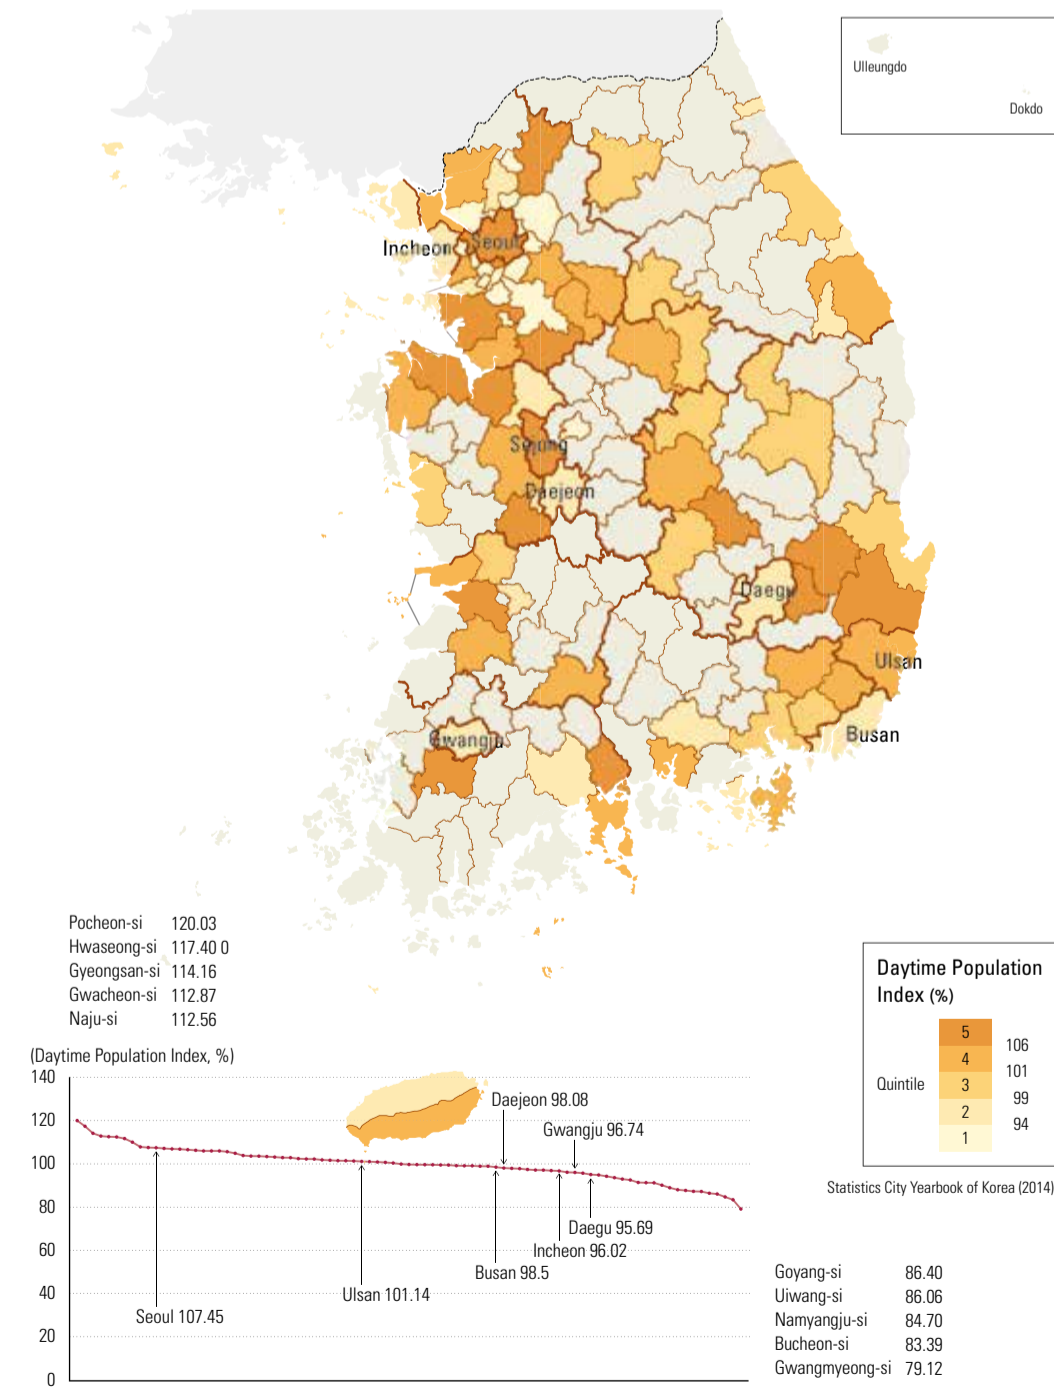 Ulleungdo
Dokdo
Incheon
Seoul
Sejong
Daejeon
Daegu
Ulsan
Busan
Gwangju
Pocheon-si 120.03
Hwaseong-si 117.40 0
Gyeongsan-si 114.16
Gwacheon-si 112.87
Naju-si 112.56
Daytime Population
Index (%)
5
106
4
101
Quintile
3
99
2
94
1
Statistics City Yearbook of Korea (2014)
(Daytime Population Index, %)
140
120
100
80
60
40
20
0
Daejeon 98.08
Gwangju 96.74
Daegu 95.69
Incheon 96.02
Busan 98.5
Ulsan 101.14
Seoul 107.45
Goyang-si 86.40
Uiwang-si 86.06
Namyangju-si 84.70
Bucheon-si 83.39
Gwangmyeong-si 79.12